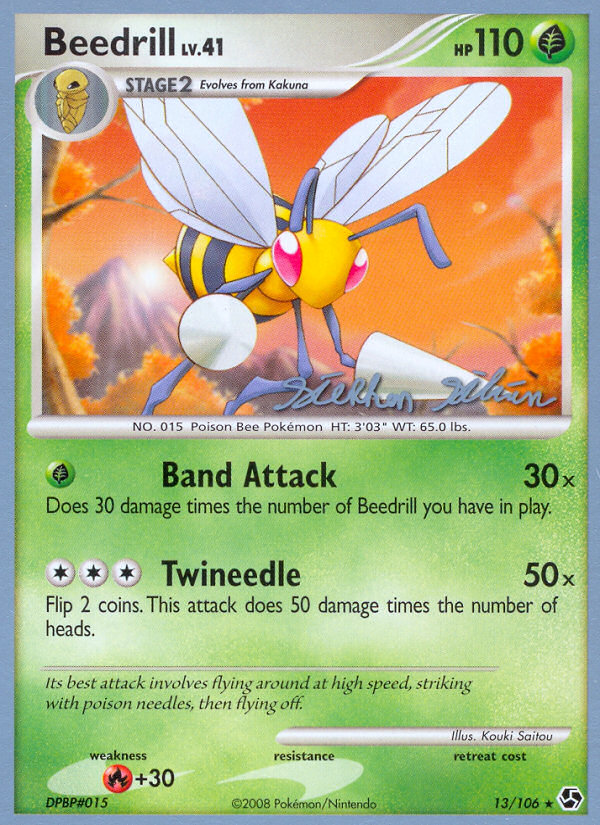 Beedrill LV.41
HP 110
STAGE2 Evolves from Kakuna
NO. 015 Poison Bee Pokémon HT: 3'03" WT: 65.0 lbs.
Band Attack 30x
Does 30 damage times the number of Beedrill you have in play.
Twineedle 50x
Flip 2 coins. This attack does 50 damage times the number of
heads.
Its best attack involves flying around at high speed, striking
with poison needles, then flying off.
Illus. Kouki Saitou
weakness resistance retreat cost
+30
DPBP#015 ©2008 Pokémon/Nintendo 13/106 ★